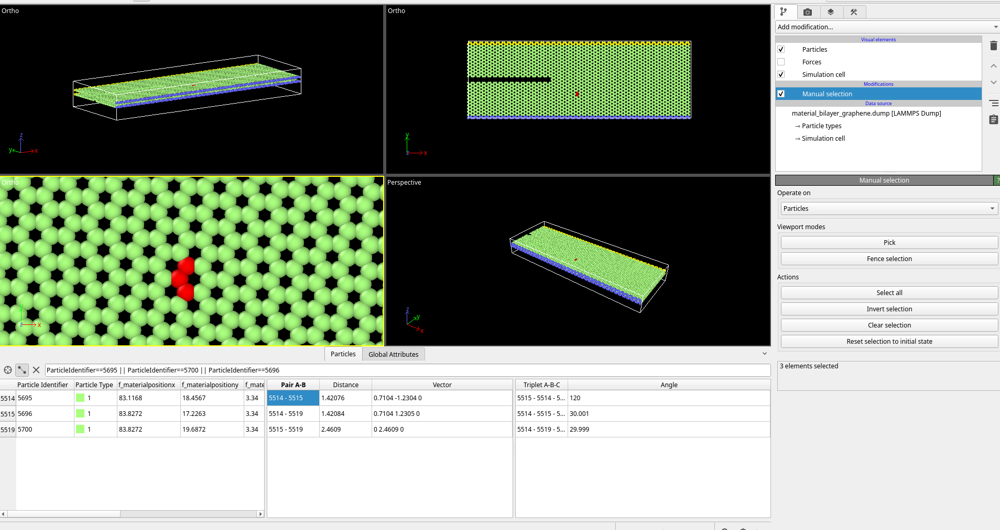 Ortho
Ortho
z
y
x
y
z
x
Ortho
y
z
x
Perspective
z
y
x
Add modification...
Visual elements
Particles
Forces
Simulation cell
Modifications
Manual selection
Data source
material_bilayer_graphene.dump [LAMMPS Dump]
→ Particle types
→ Simulation cell
Manual selection
?
Operate on
Particles
Viewport modes
Pick
Fence selection
Actions
Select all
Invert selection
Clear selection
Reset selection to initial state
3 elements selected
Particles
Global Attributes
ParticleIdentifier==5695 || ParticleIdentifier==5700 || ParticleIdentifier==5696
Particle Identifier Particle Type f_materialpositionx f_materialpositiony f_mate
5514 5695 1 83.1168 18.4567 3.34
5515 5696 1 83.8272 17.2263 3.34
5519 5700 1 83.8272 19.6872 3.34
Pair A-B Distance Vector
5514 - 5515 1.42076 0.7104 -1.2304 0
5514 - 5519 1.42084 0.7104 1.2305 0
5515 - 5519 2.4609 0 2.4609 0
Triplet A-B-C Angle
5515 - 5514 - 5... 120
5514 - 5515 - 5... 30.001
5514 - 5519 - 5... 29.999